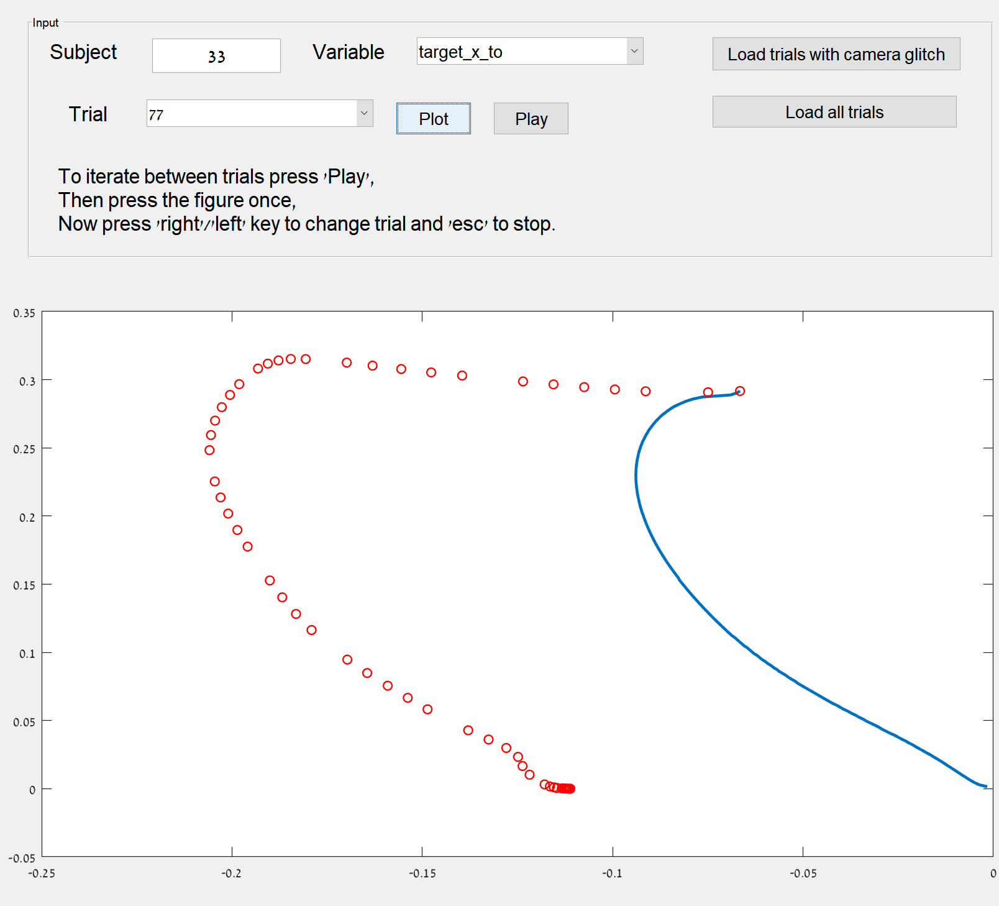 Input
Subject 33 Variable target_x_to Load trials with camera glitch
Trial 77 Plot Play Load all trials
To iterate between trials press 'Play',
Then press the figure once,
Now press 'right'/'left' key to change trial and 'esc' to stop.
0.35
0.3
0.25
0.2
0.15
0.1
0.05
0
-0.05
-0.25 -0.2 -0.15 -0.1 -0.05 0